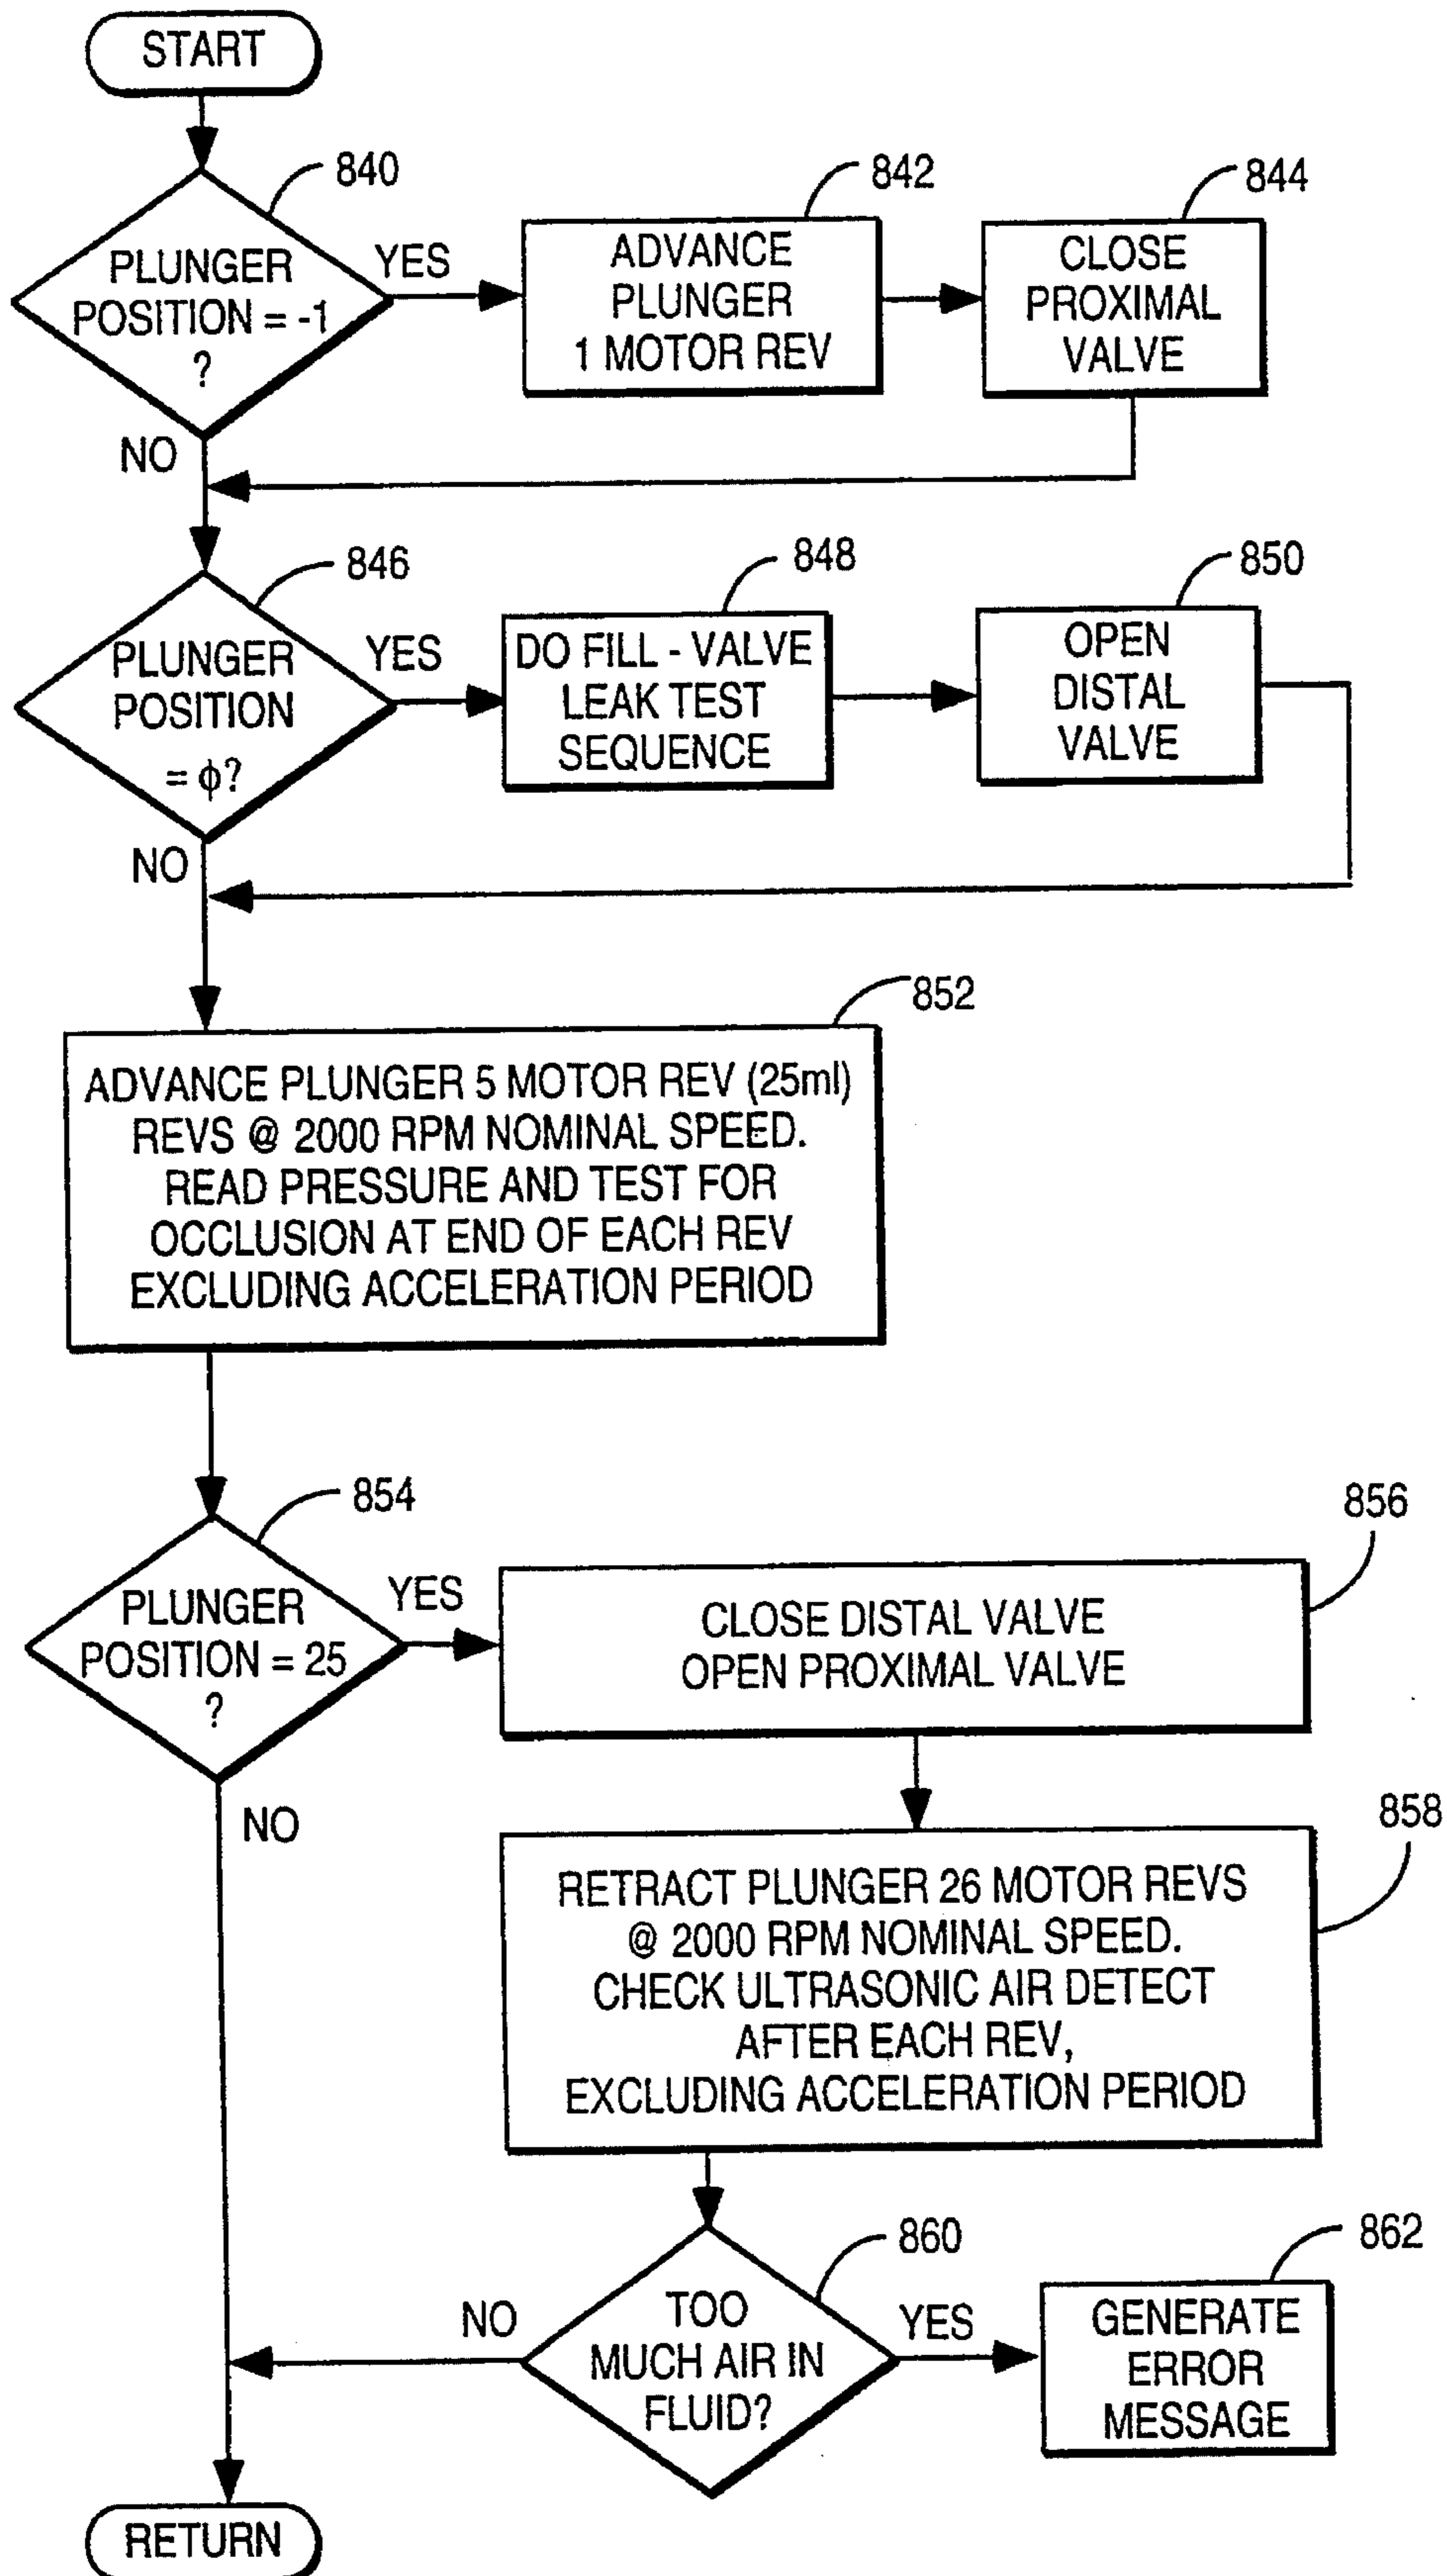 START
840
PLUNGER
POSITION = -1
?
YES
NO
842
ADVANCE
PLUNGER
1 MOTOR REV
844
CLOSE
PROXIMAL
VALVE
846
PLUNGER
POSITION
= ϕ?
YES
NO
848
DO FILL - VALVE
LEAK TEST
SEQUENCE
850
OPEN
DISTAL
VALVE
852
ADVANCE PLUNGER 5 MOTOR REV (25ml)
REVS @ 2000 RPM NOMINAL SPEED.
READ PRESSURE AND TEST FOR
OCCLUSION AT END OF EACH REV
EXCLUDING ACCELERATION PERIOD
854
PLUNGER
POSITION = 25
?
YES
NO
856
CLOSE DISTAL VALVE
OPEN PROXIMAL VALVE
858
RETRACT PLUNGER 26 MOTOR REVS
@ 2000 RPM NOMINAL SPEED.
CHECK ULTRASONIC AIR DETECT
AFTER EACH REV,
EXCLUDING ACCELERATION PERIOD
860
TOO
MUCH AIR IN
FLUID?
NO
YES
862
GENERATE
ERROR
MESSAGE
RETURN